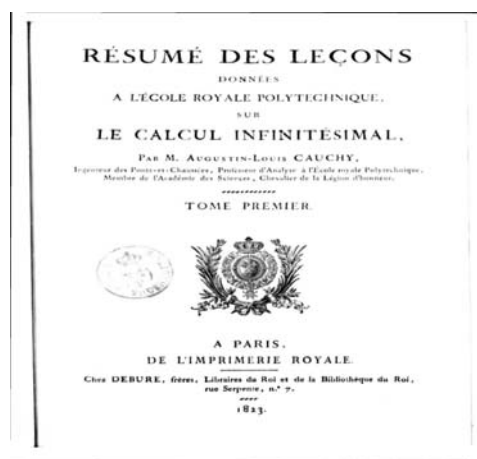 RÉSUMÉ DES LEÇONS
DONNÉES
A L'ÉCOLE ROYALE POLYTECHNIQUE,
SUR
LE CALCUL INFINITÉSIMAL,
PAR M. AUGUSTIN-LOUIS CAUCHY,
Ingénieur des Ponts et Chaussées, Professeur d'Analyse à l'École royale Polytechnique,
Membre de l'Académie des Sciences, Chevalier de la Légion d'honneur.
TOME PREMIER.
A PARIS,
DE L'IMPRIMERIE ROYALE.
Chez DEBURE, frères, Libraires du Roi et de la Bibliothèque du Roi,
rue Serpente, n.° 7.
1823.